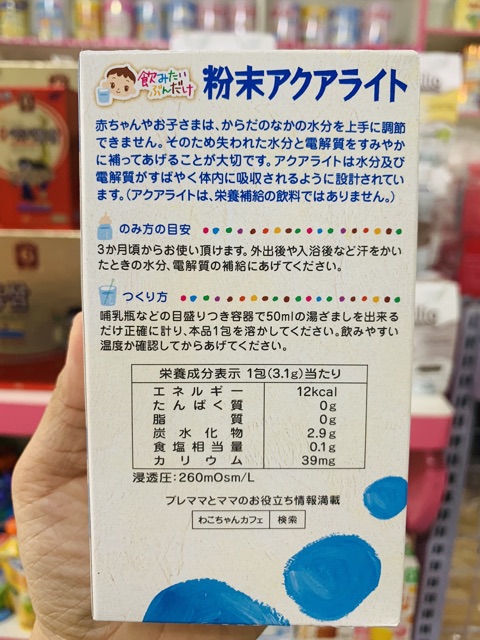 飲みたい
ぶんだけ
粉末アクアライト
赤ちゃんやお子さまは、からだのなかの水分を上手に調節
できません。そのため失われた水分と電解質をすみやか
に補ってあげることが大切です。アクアライトは水分及び
電解質がすばやく体内に吸収されるように設計されてい
ます。(アクアライトは、栄養補給の飲料ではありません。)
のみ方の目安
3か月頃からお使い頂けます。外出後や入浴後など汗をかい
たときの水分、電解質の補給にあげてください。
つくり方
哺乳瓶などの目盛りつき容器で50mlの湯ざましを出来る
だけ正確に計り、本品1包を溶かしてください。飲みやすい
温度か確認してからあげてください。
栄養成分表示 1包(3.1g)当たり
エネルギー 12kcal
たんぱく質 0g
脂質 0g
炭水化物 2.9g
食塩相当量 0.1g
カリウム 39mg
浸透圧:260mOsm/L
プレママとママのお役立ち情報満載
わこちゃんカフェ 検索